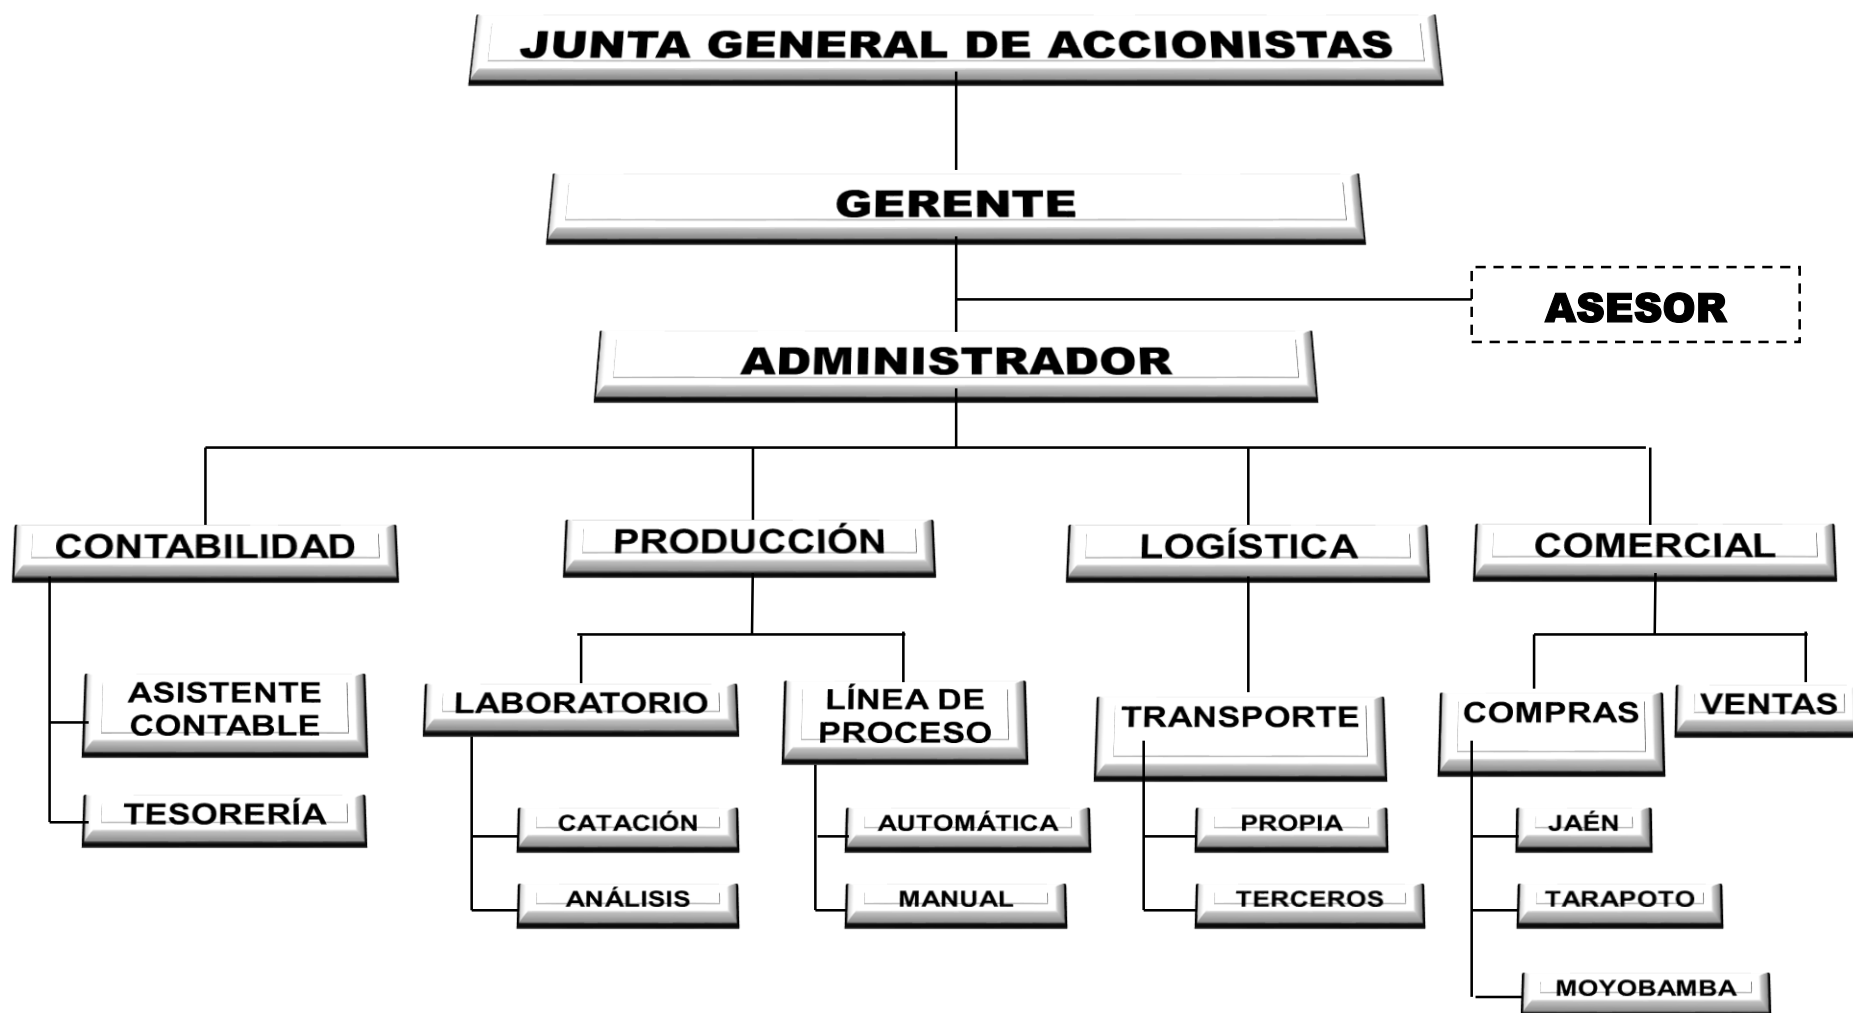 JUNTA GENERAL DE ACCIONISTAS
GERENTE
ASESOR
ADMINISTRADOR
CONTABILIDAD
PRODUCCIÓN
LOGÍSTICA
COMERCIAL
ASISTENTE
CONTABLE
TESORERÍA
LABORATORIO
CATACIÓN
ANÁLISIS
LÍNEA DE
PROCESO
AUTOMÁTICA
MANUAL
TRANSPORTE
PROPIA
TERCEROS
COMPRAS
JAÉN
TARAPOTO
MOYOBAMBA
VENTAS